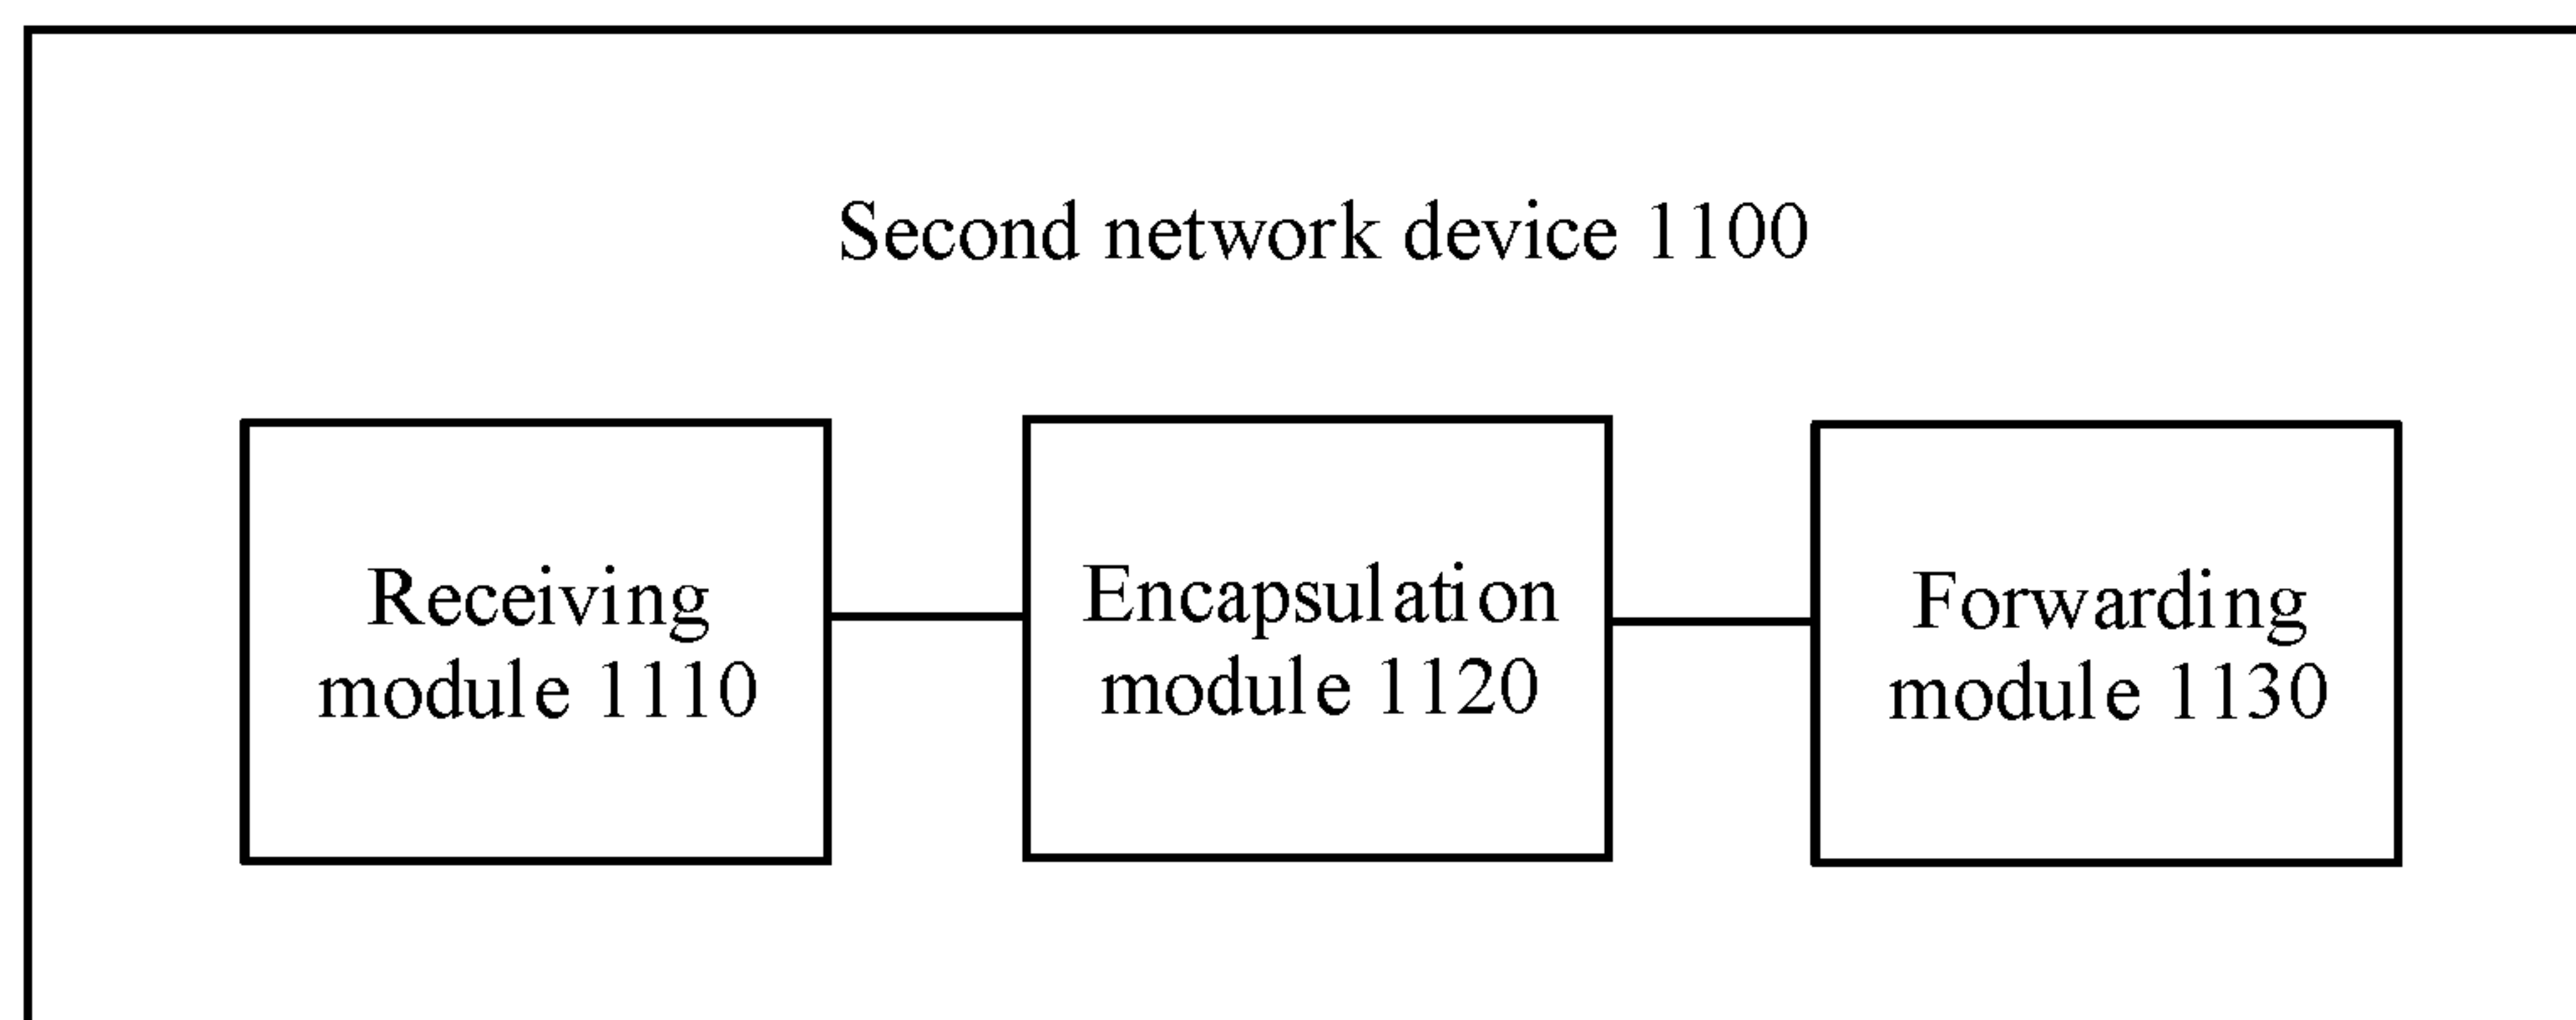 Second network device 1100
Receiving
module 1110
Encapsulation
module 1120
Forwarding
module 1130